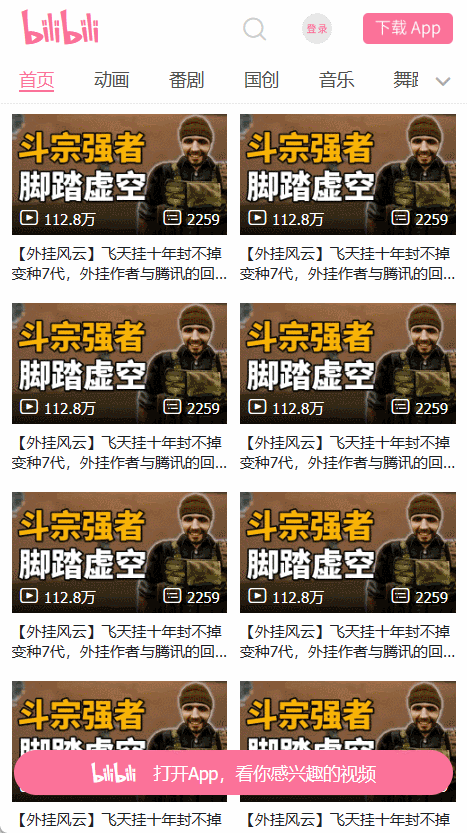 bilibili 登录 下载 App
首页 动画 番剧 国创 音乐 舞蹈
斗宗强者 斗宗强者
脚踏虚空 脚踏虚空
112.8万 2259 112.8万 2259
【外挂风云】飞天挂十年封不掉 【外挂风云】飞天挂十年封不掉
变种7代，外挂作者与腾讯的回... 变种7代，外挂作者与腾讯的回...
斗宗强者 斗宗强者
脚踏虚空 脚踏虚空
112.8万 2259 112.8万 2259
【外挂风云】飞天挂十年封不掉 【外挂风云】飞天挂十年封不掉
变种7代，外挂作者与腾讯的回... 变种7代，外挂作者与腾讯的回...
斗宗强者 斗宗强者
脚踏虚空 脚踏虚空
112.8万 2259 112.8万 2259
【外挂风云】飞天挂十年封不掉 【外挂风云】飞天挂十年封不掉
变种7代，外挂作者与腾讯的回... 变种7代，外挂作者与腾讯的回...
斗宗强者 斗宗强者
bilibili 打开App，看你感兴趣的视频
【外挂风云】飞天挂十年封不掉 【外挂风云】飞天挂十年封不掉